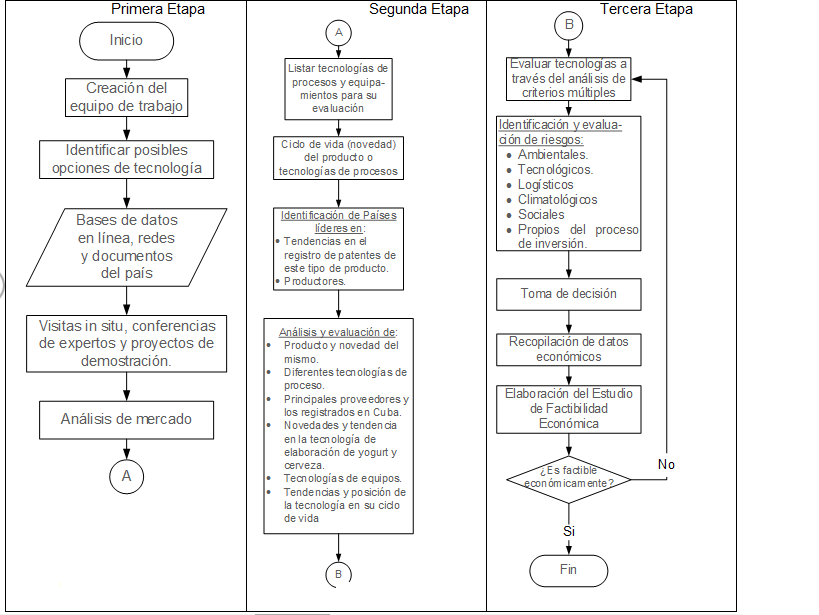 Primera Etapa
Inicio
Creación del
equipo de trabajo
Identificar posibles
opciones de tecnología
Bases de datos
en línea, redes
y documentos
del país
Visitas in situ, conferencias
de expertos y proyectos de
demostración.
Análisis de mercado
A
Segunda Etapa
A
Listar tecnologías de
procesos y equipa-
mientos para su
evaluación
Ciclo de vida (novedad)
del producto o
tecnologías de procesos
Identificación de Países
líderes en:
• Tendencias en el
registro de patentes de
este tipo de producto.
• Productores.
Análisis y evaluación de:
• Producto y novedad del
mismo.
• Diferentes tecnologías de
proceso.
• Principales proveedores y
los registrados en Cuba.
• Novedades y tendencia
en la tecnología de
elaboración de yogurt y
cerveza.
• Tecnologías de equipos.
• Tendencias y posición de
la tecnología en su ciclo
de vida
B
Tercera Etapa
B
Evaluar tecnologías a
través del análisis de
criterios múltiples
Identificación y evalua-
ción de riesgos:
• Ambientales.
• Tecnológicos.
• Logísticos
• Climatológicos
• Sociales
• Propios del proceso
de inversión.
Toma de decisión
Recopilación de datos
económicos
Elaboración del Estudio
de Factibilidad
Económica
¿Es factible
económicamente?
No
Si
Fin